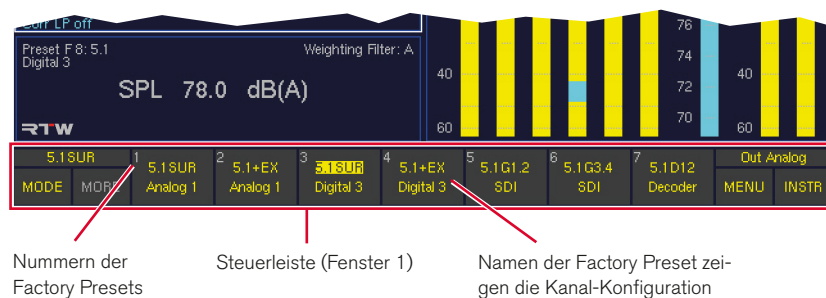 Corr LP off
Preset F 8: 5.1
Weighting Filter: A
Digital 3
SPL 78.0 dB(A)
RTW
40
60
76
74
72
70
40
60
5.1SUR
MODE
MORE
1
5.1SUR
Analog 1
2
5.1+EX
Analog 1
3
5.1SUR
Digital 3
4
5.1+EX
Digital 3
5
5.1G1.2
SDI
6
5.1G3.4
SDI
7
5.1D12
Decoder
Out Analog
MENU
INSTR
Nummern der
Factory Presets
Steuerleiste (Fenster 1)
Namen der Factory Preset zei-
gen die Kanal-Konfiguration